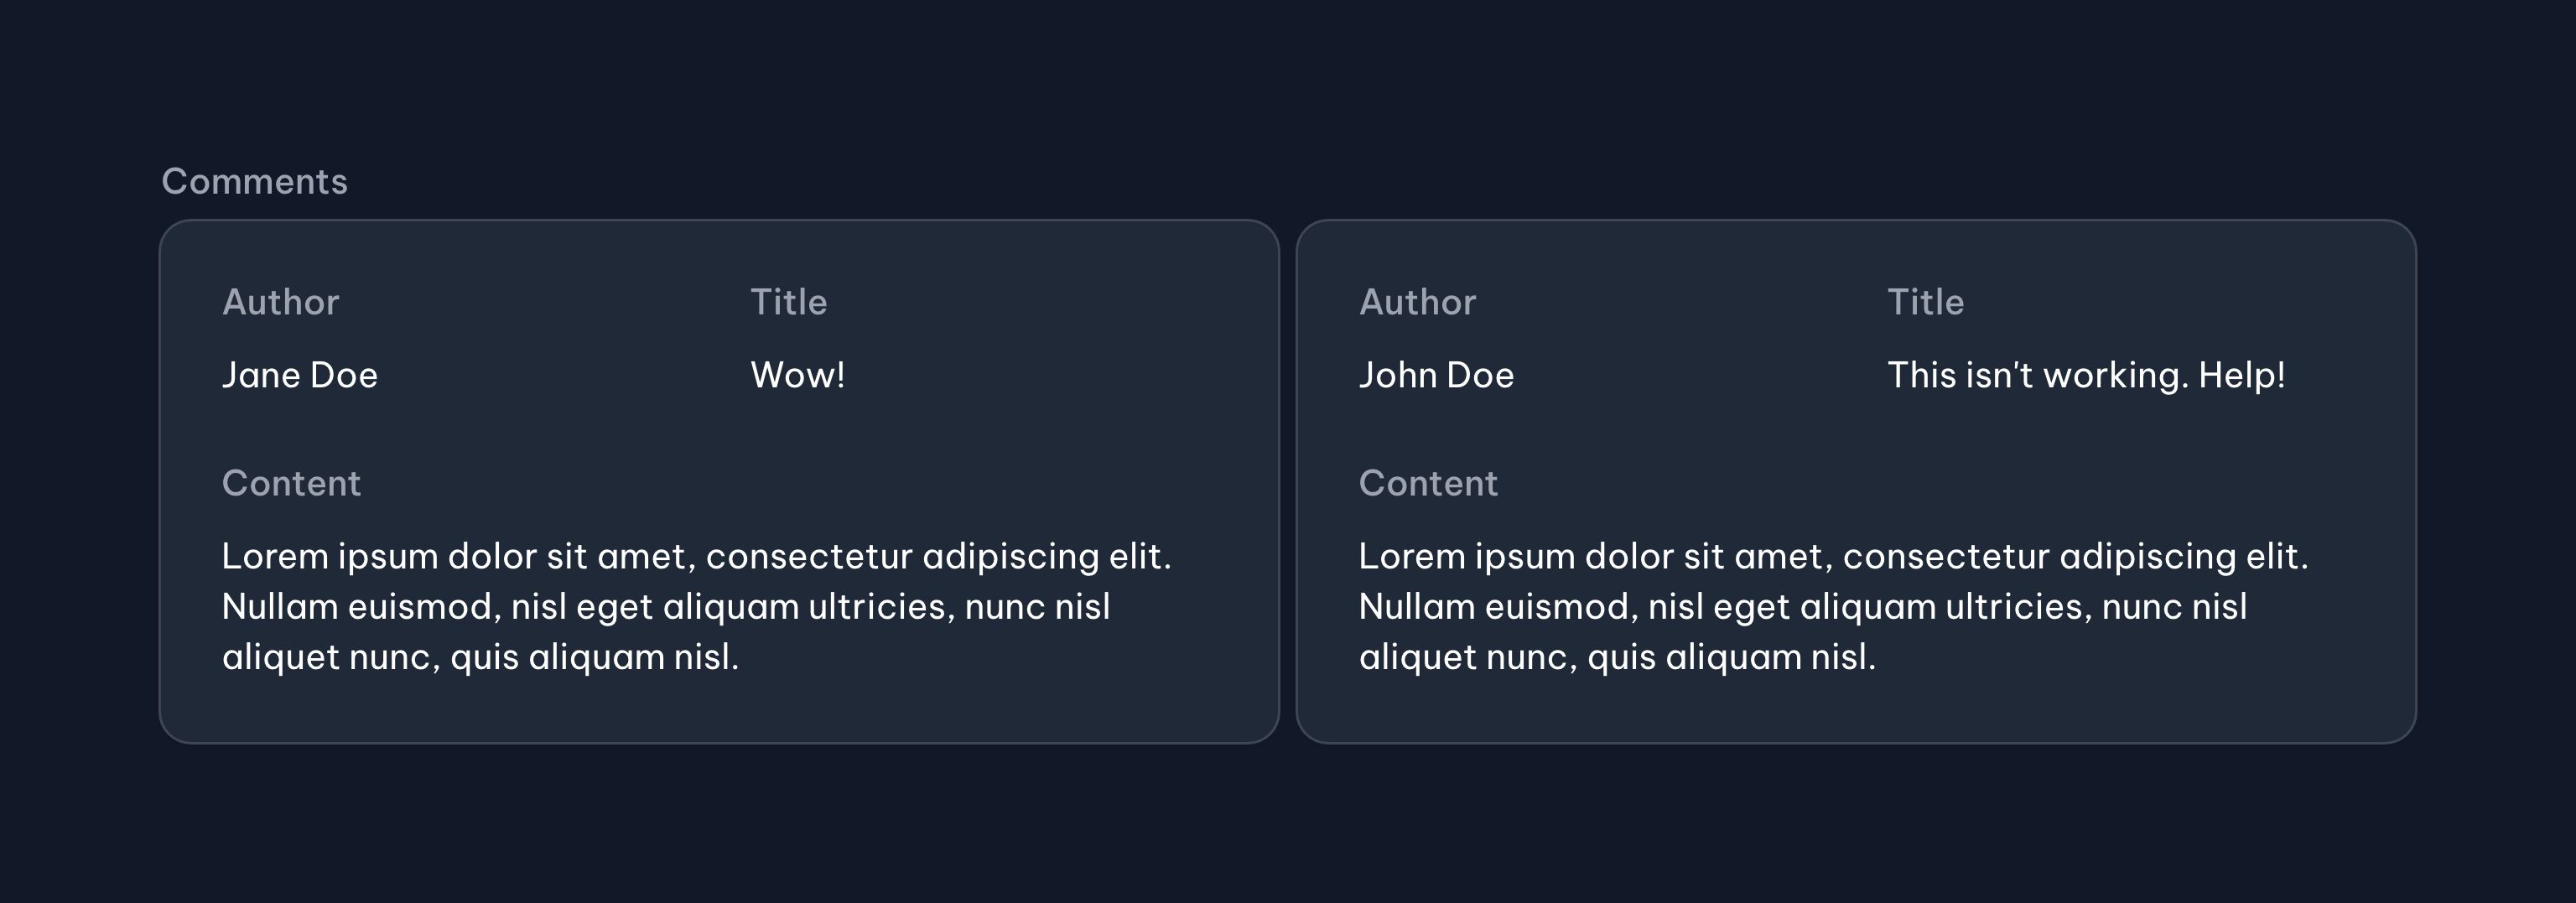 Comments
Author
Title
Jane Doe
Wow!
Content
Lorem ipsum dolor sit amet, consectetur adipiscing elit.
Nullam euismod, nisl eget aliquam ultricies, nunc nisl
aliquet nunc, quis aliquam nisl.
Author
Title
John Doe
This isn't working. Help!
Content
Lorem ipsum dolor sit amet, consectetur adipiscing elit.
Nullam euismod, nisl eget aliquam ultricies, nunc nisl
aliquet nunc, quis aliquam nisl.